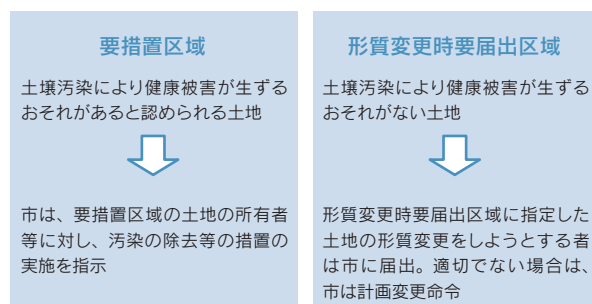 要措置区域
土壌汚染により健康被害が生ずる
おそれがあると認められる土地
市は、要措置区域の土地の所有者
等に対し、汚染の除去等の措置の
実施を指示
形質変更時要届出区域
土壌汚染により健康被害が生ずる
おそれがない土地
形質変更時要届出区域に指定した
土地の形質変更をしようとする者
は市に届出。適切でない場合は、
市は計画変更命令